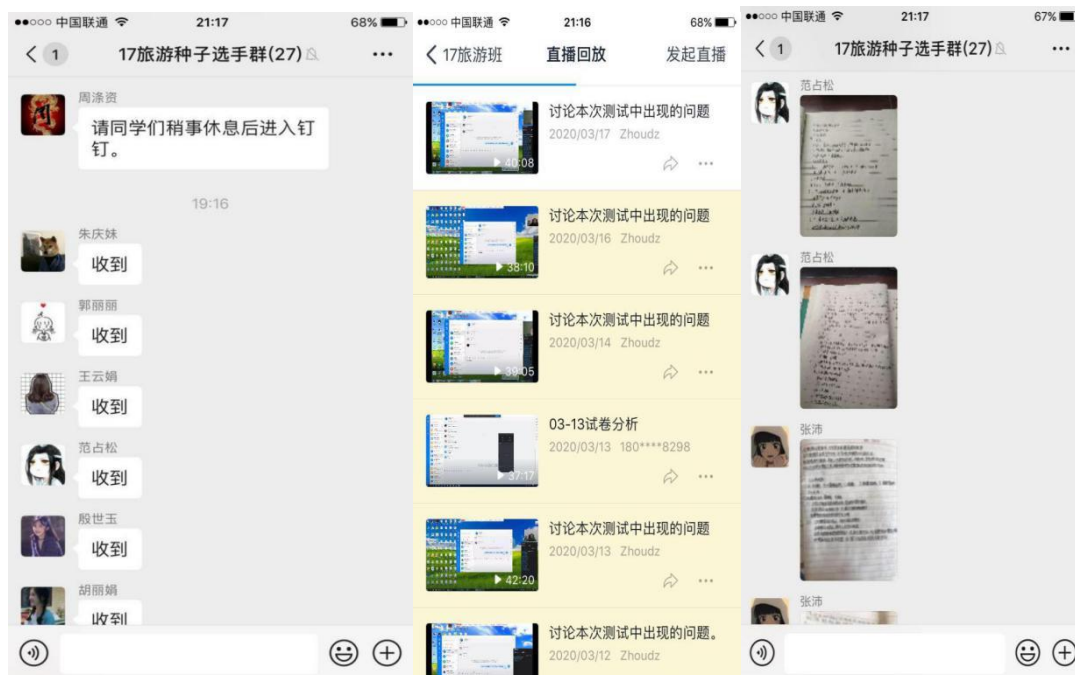 中国联通 21:17 68%
1 17旅游种子选手群(27)
周涤资
请同学们稍事休息后进入钉
钉。
19:16
朱庆妹
收到
郭丽丽
收到
王云娟
收到
范占松
收到
殷世玉
收到
胡丽娟
收到
中国联通 21:16 68%
17旅游班 直播回放 发起直播
讨论本次测试中出现的问题
2020/03/17 Zhoudz
40:08
讨论本次测试中出现的问题
2020/03/16 Zhoudz
38:10
讨论本次测试中出现的问题
2020/03/14 Zhoudz
39:05
03-13试卷分析
2020/03/13 180****8298
37:17
讨论本次测试中出现的问题
2020/03/13 Zhoudz
42:20
讨论本次测试中出现的问题。
2020/03/12 Zhoudz
中国联通 21:17 67%
1 17旅游种子选手群(27)
范占松
范占松
张沛
张沛